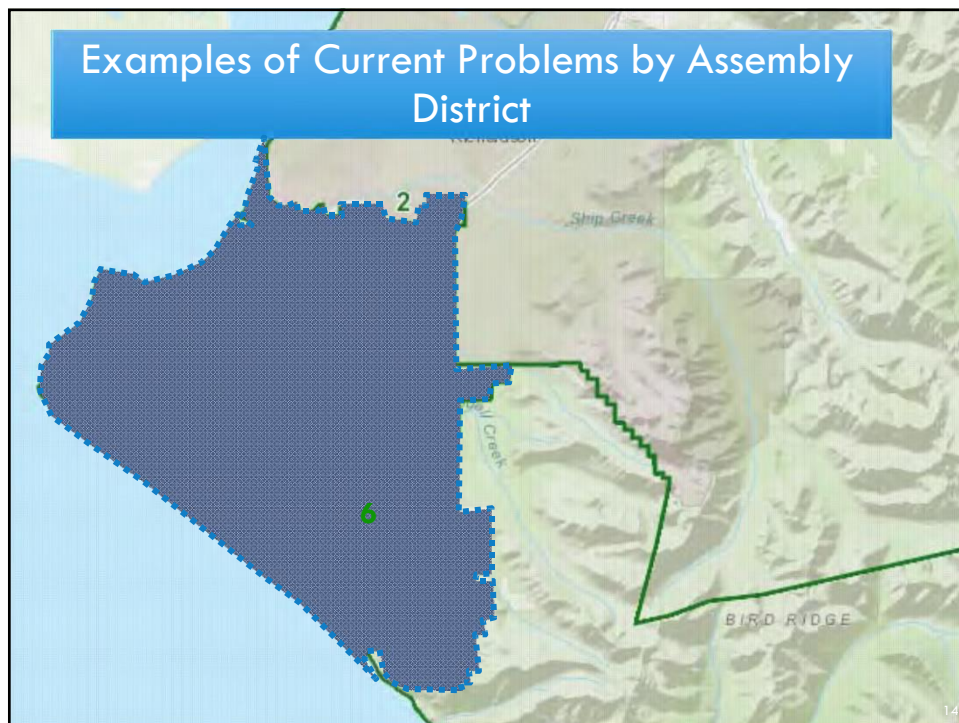 Examples of Current Problems by Assembly
District
2
Ship Creek
Creek
6
BIRD RIDGE
14